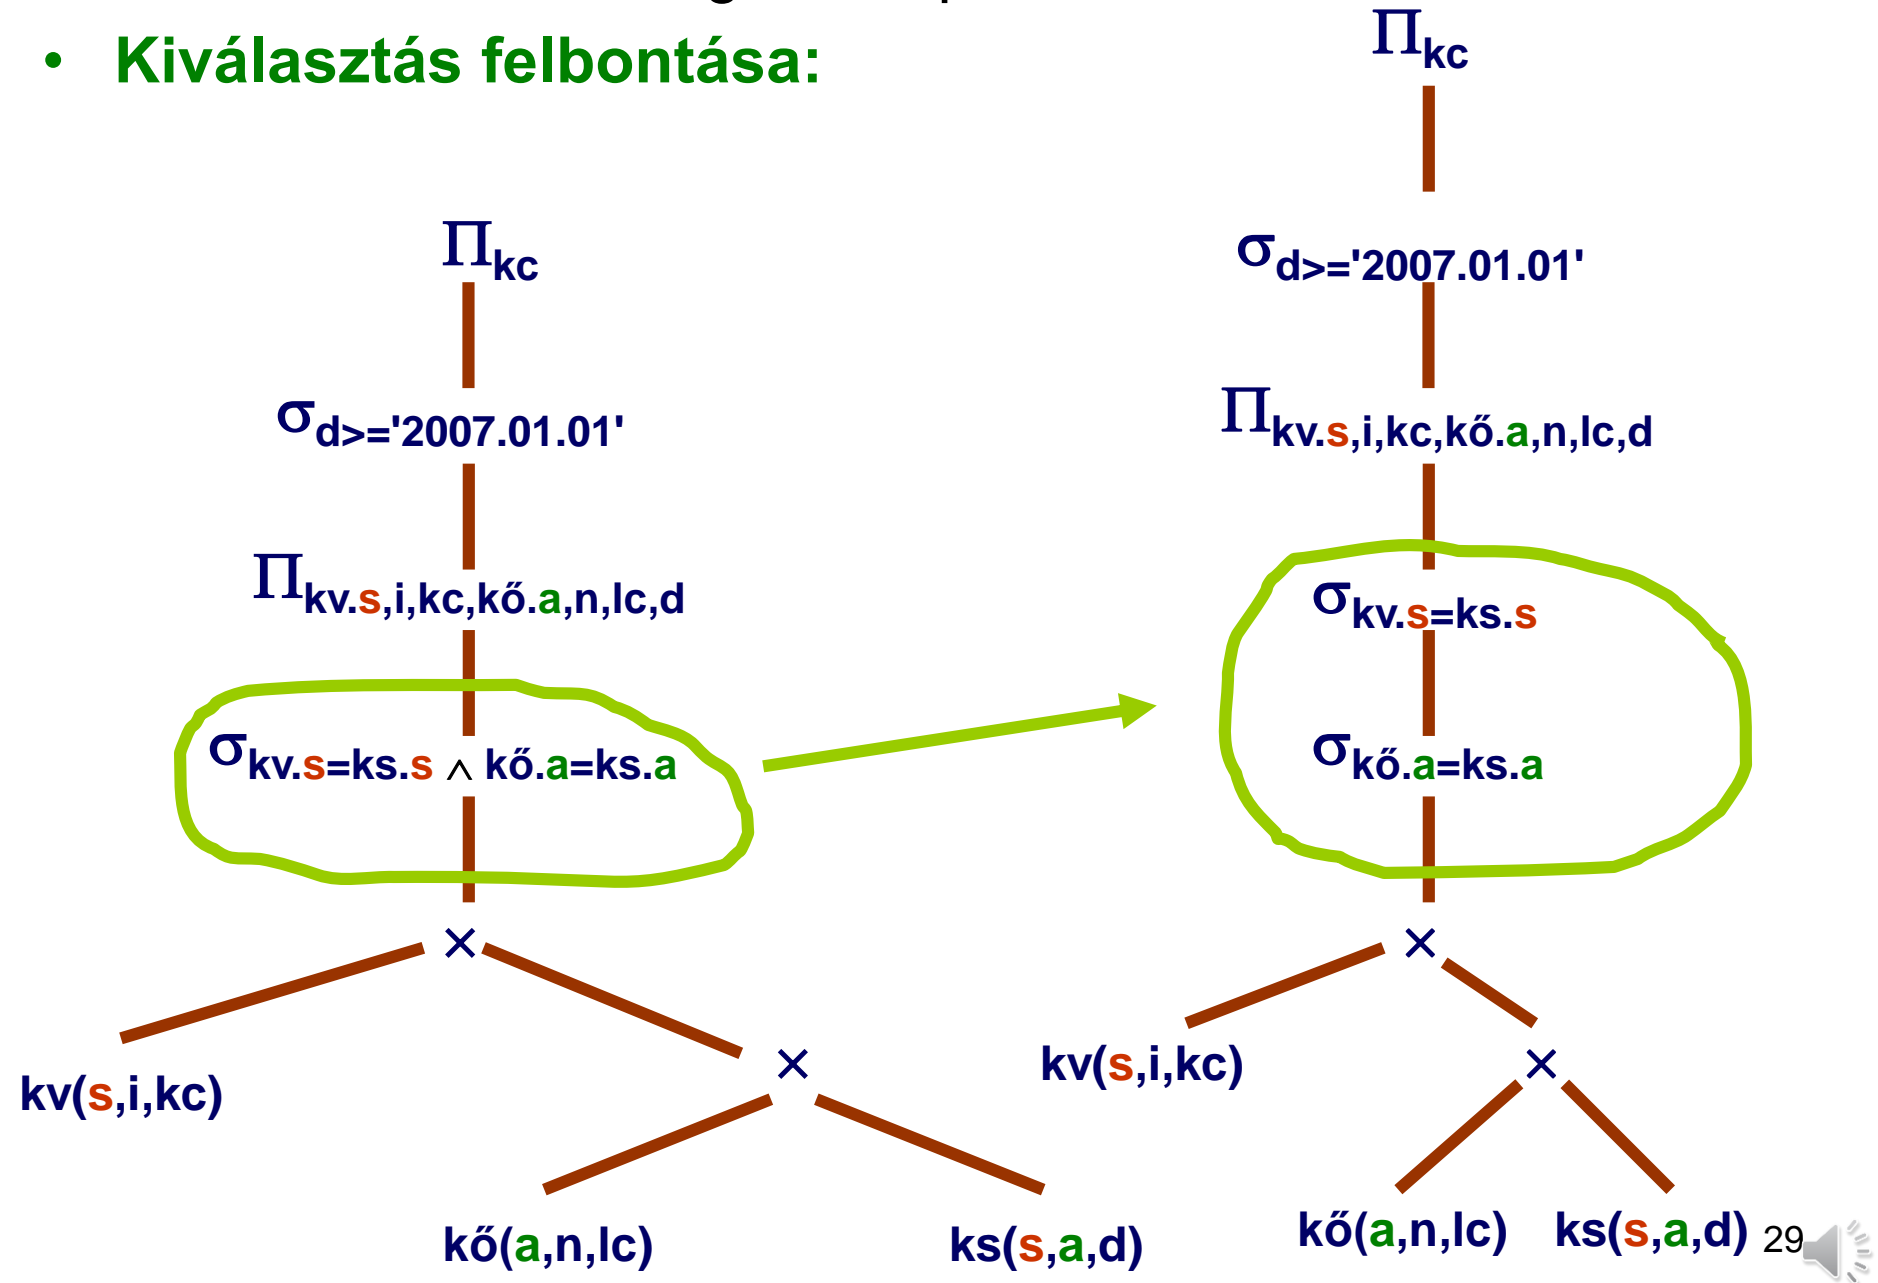 • Kiválasztás felbontása:
Πkc
σd>='2007.01.01'
Πkv.s,i,kc,kő.a,n,lc,d
σkv.s=ks.s ∧ kő.a=ks.a
×
kv(s,i,kc)
×
kő(a,n,lc)
ks(s,a,d)
Πkc
σd>='2007.01.01'
Πkv.s,i,kc,kő.a,n,lc,d
σkv.s=ks.s
σkő.a=ks.a
×
kv(s,i,kc)
×
kő(a,n,lc)
ks(s,a,d)
29